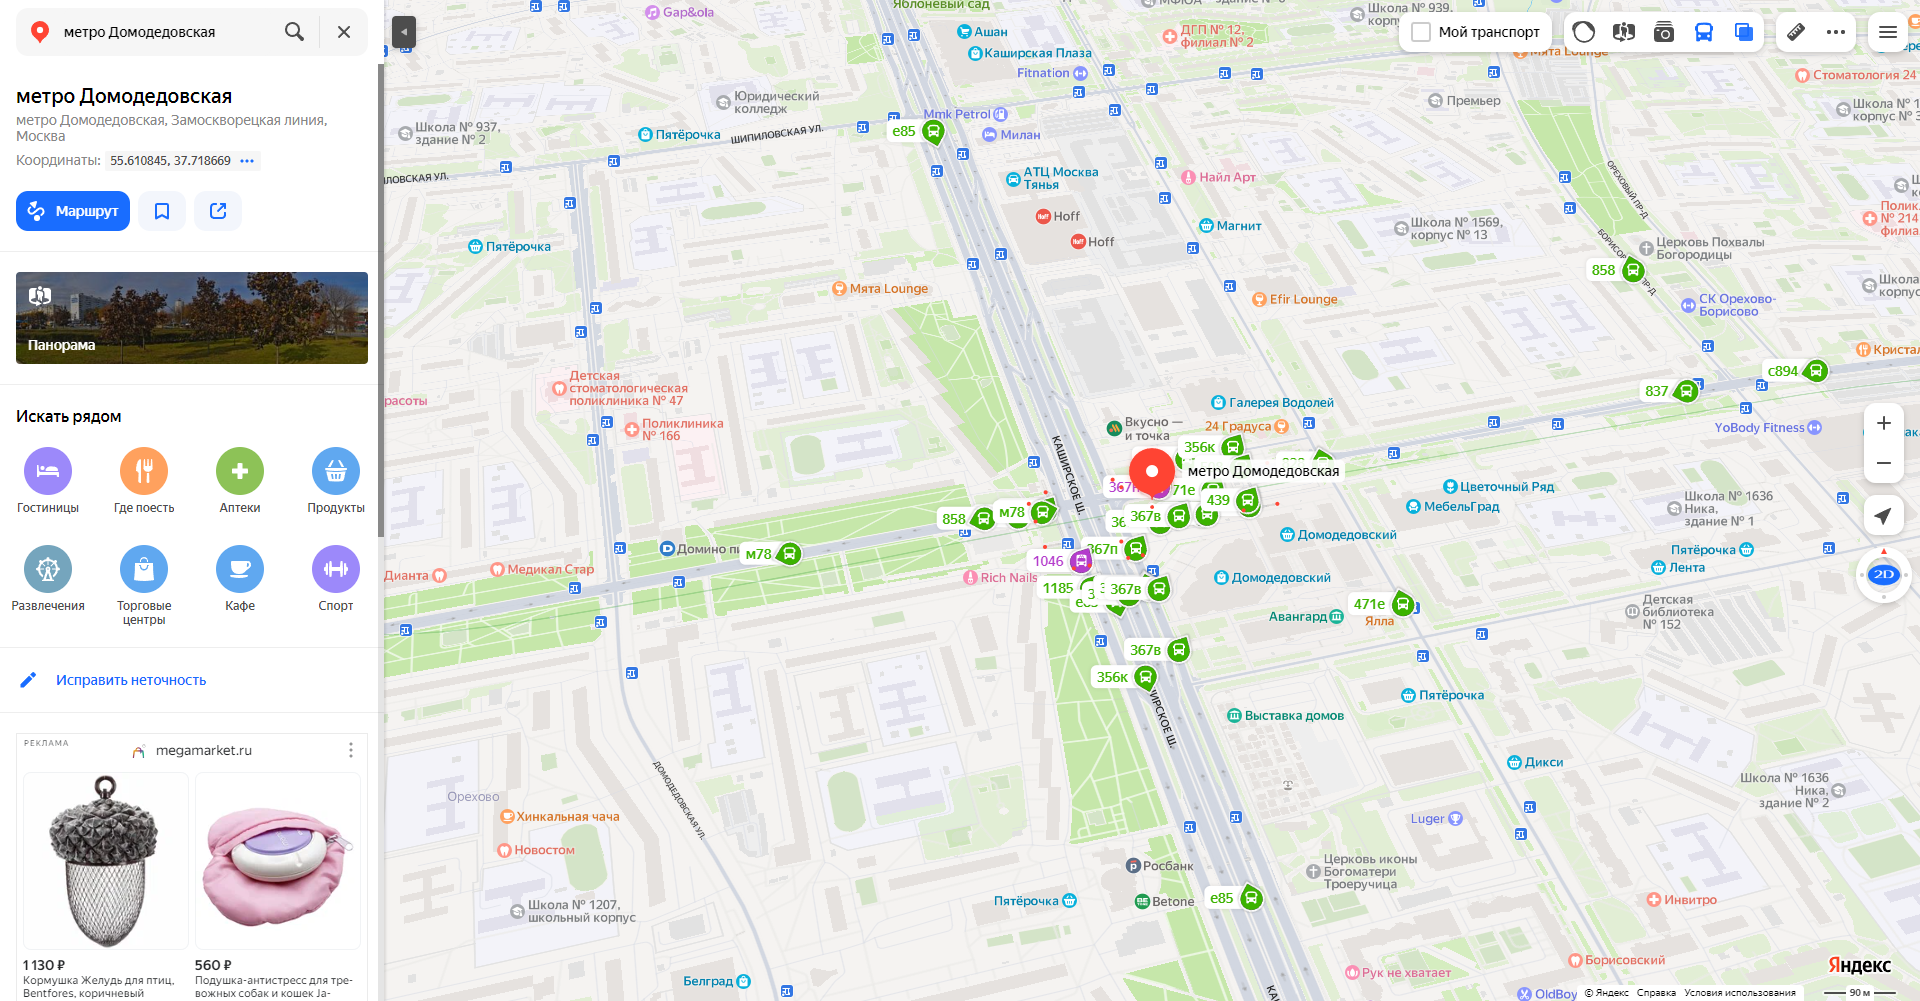 метро Домодедовская
метро Домодедовская
метро Домодедовская, Замоскворецкая линия,
Москва
Координаты: 55.610845, 37.718669
Маршрут
Панорама
Искать рядом
Гостиницы
Где поесть
Аптеки
Продукты
Развлечения
Торговые
центры
Кафе
Спорт
Исправить неточность
РЕКЛАМА
megamarket.ru
1 130 ₽
Кормушка Желудь для птиц,
Bentfores, коричневый
560 ₽
Подушка-антистресс для тре-
вожных собак и кошек Ja-
Мой транспорт
Gap&ola
Яблоневый сад
Ашан
Каширская Плаза
Fitnation
ДГП № 12,
филиал № 2
Школа № 939,
Мята Lounge
Стоматология 24
Премьер
Юридический
колледж
Школа № 937,
здание № 2
Пятёрочка
ШИПИЛОВСКАЯ УЛ.
е85
Mmk Petrol
Милан
АТЦ Москва
Тянья
Найл Арт
Hoff
Hoff
Магнит
Школа № 1569,
корпус № 13
ОРЕХОВЫЙ ПР-Д
Церковь Похвалы
Богородицы
858
СК Орехово-
Борисово
Пятёрочка
Мята Lounge
Efir Lounge
с894
837
YoBody Fitness
Детская
стоматологическая
поликлиника № 47
Поликлиника
№ 166
Галерея Водолей
Вкусно —
и точка
24 Градуса
356к
метро Домодедовская
КАШИРСКОЕ Ш.
471е
439
367в
858
м78
м78
1046
367п
Медикал Стар
Дианта
Rich Nails
1185
367в
Домодедовский
Домодедовский
Цветочный Ряд
МебельГрад
Школа № 1636
Ника,
здание № 1
Пятёрочка
Лента
Детская
библиотека
№ 152
Авангард
471е
Ялла
367в
356к
Пятёрочка
Выставка домов
ДОМОДЕДОВСКАЯ УЛ.
Дикси
Школа № 1636
Ника,
здание № 2
Орехово
Хинкальная чача
Новостом
Luger
Росбанк
Церковь иконы
Богоматери
Троеручица
Школа № 1207,
школьный корпус
Пятёрочка
Betone
е85
Инвитро
Белград
Рук не хватает
Борисовский
OldBoy
2D
Яндекс
© Яндекс Справка Условия использования
90 м